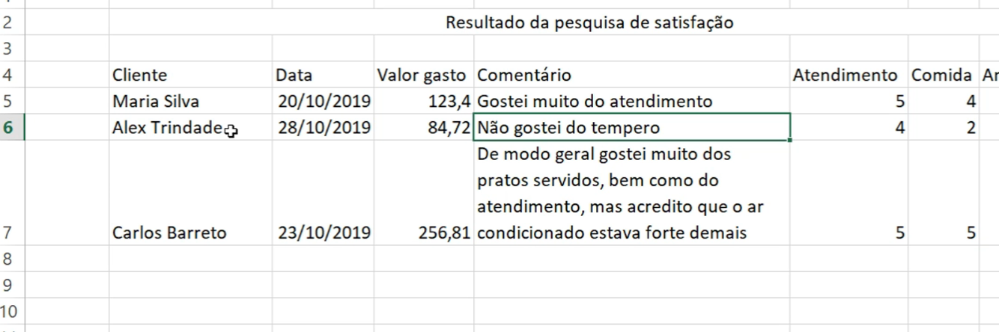 2 Resultado da pesquisa de satisfação
3
4 Cliente Data Valor gasto Comentário Atendimento Comida
5 Maria Silva 20/10/2019 123,4 Gostei muito do atendimento 5 4
6 Alex Trindade 28/10/2019 84,72 Não gostei do tempero 4 2
De modo geral gostei muito dos
pratos servidos, bem como do
atendimento, mas acredito que o ar
7 Carlos Barreto 23/10/2019 256,81 condicionado estava forte demais 5 5
8
9
10